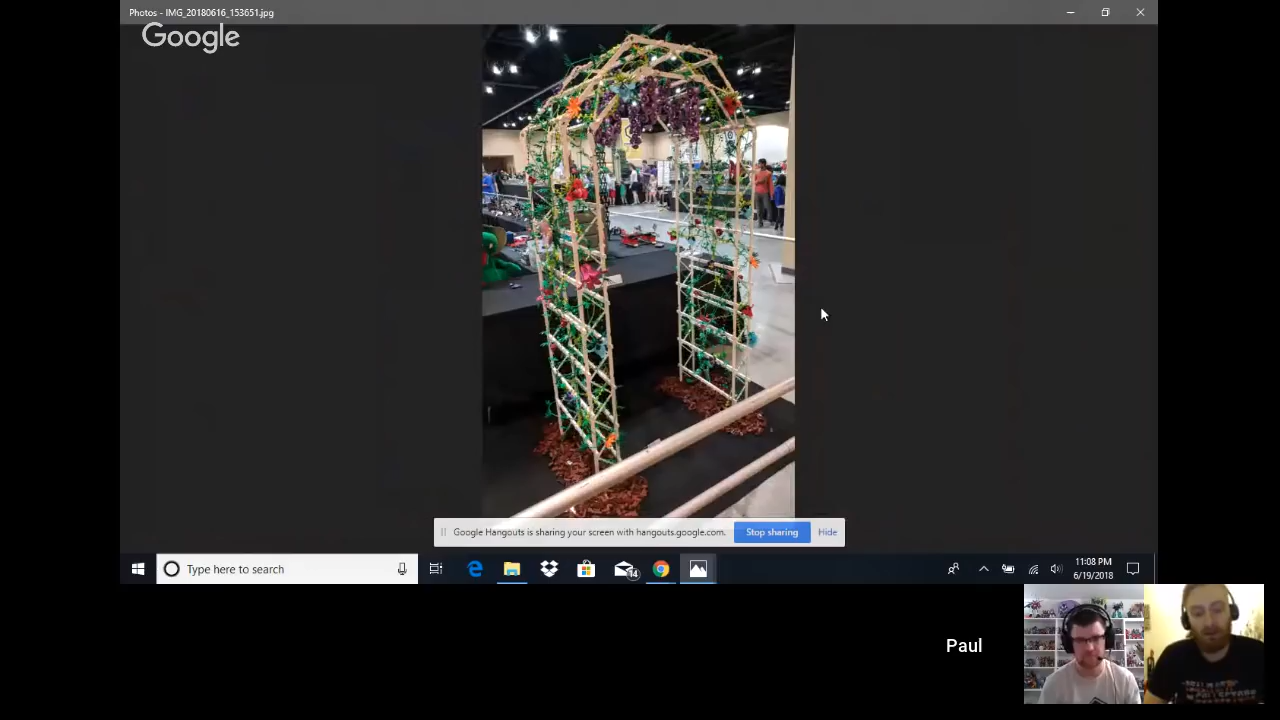 Photos - IMG_20180616_153651.jpg
Google
Google Hangouts is sharing your screen with hangouts.google.com.
Stop sharing
Hide
Type here to search
14
11:08 PM
6/19/2018
Paul